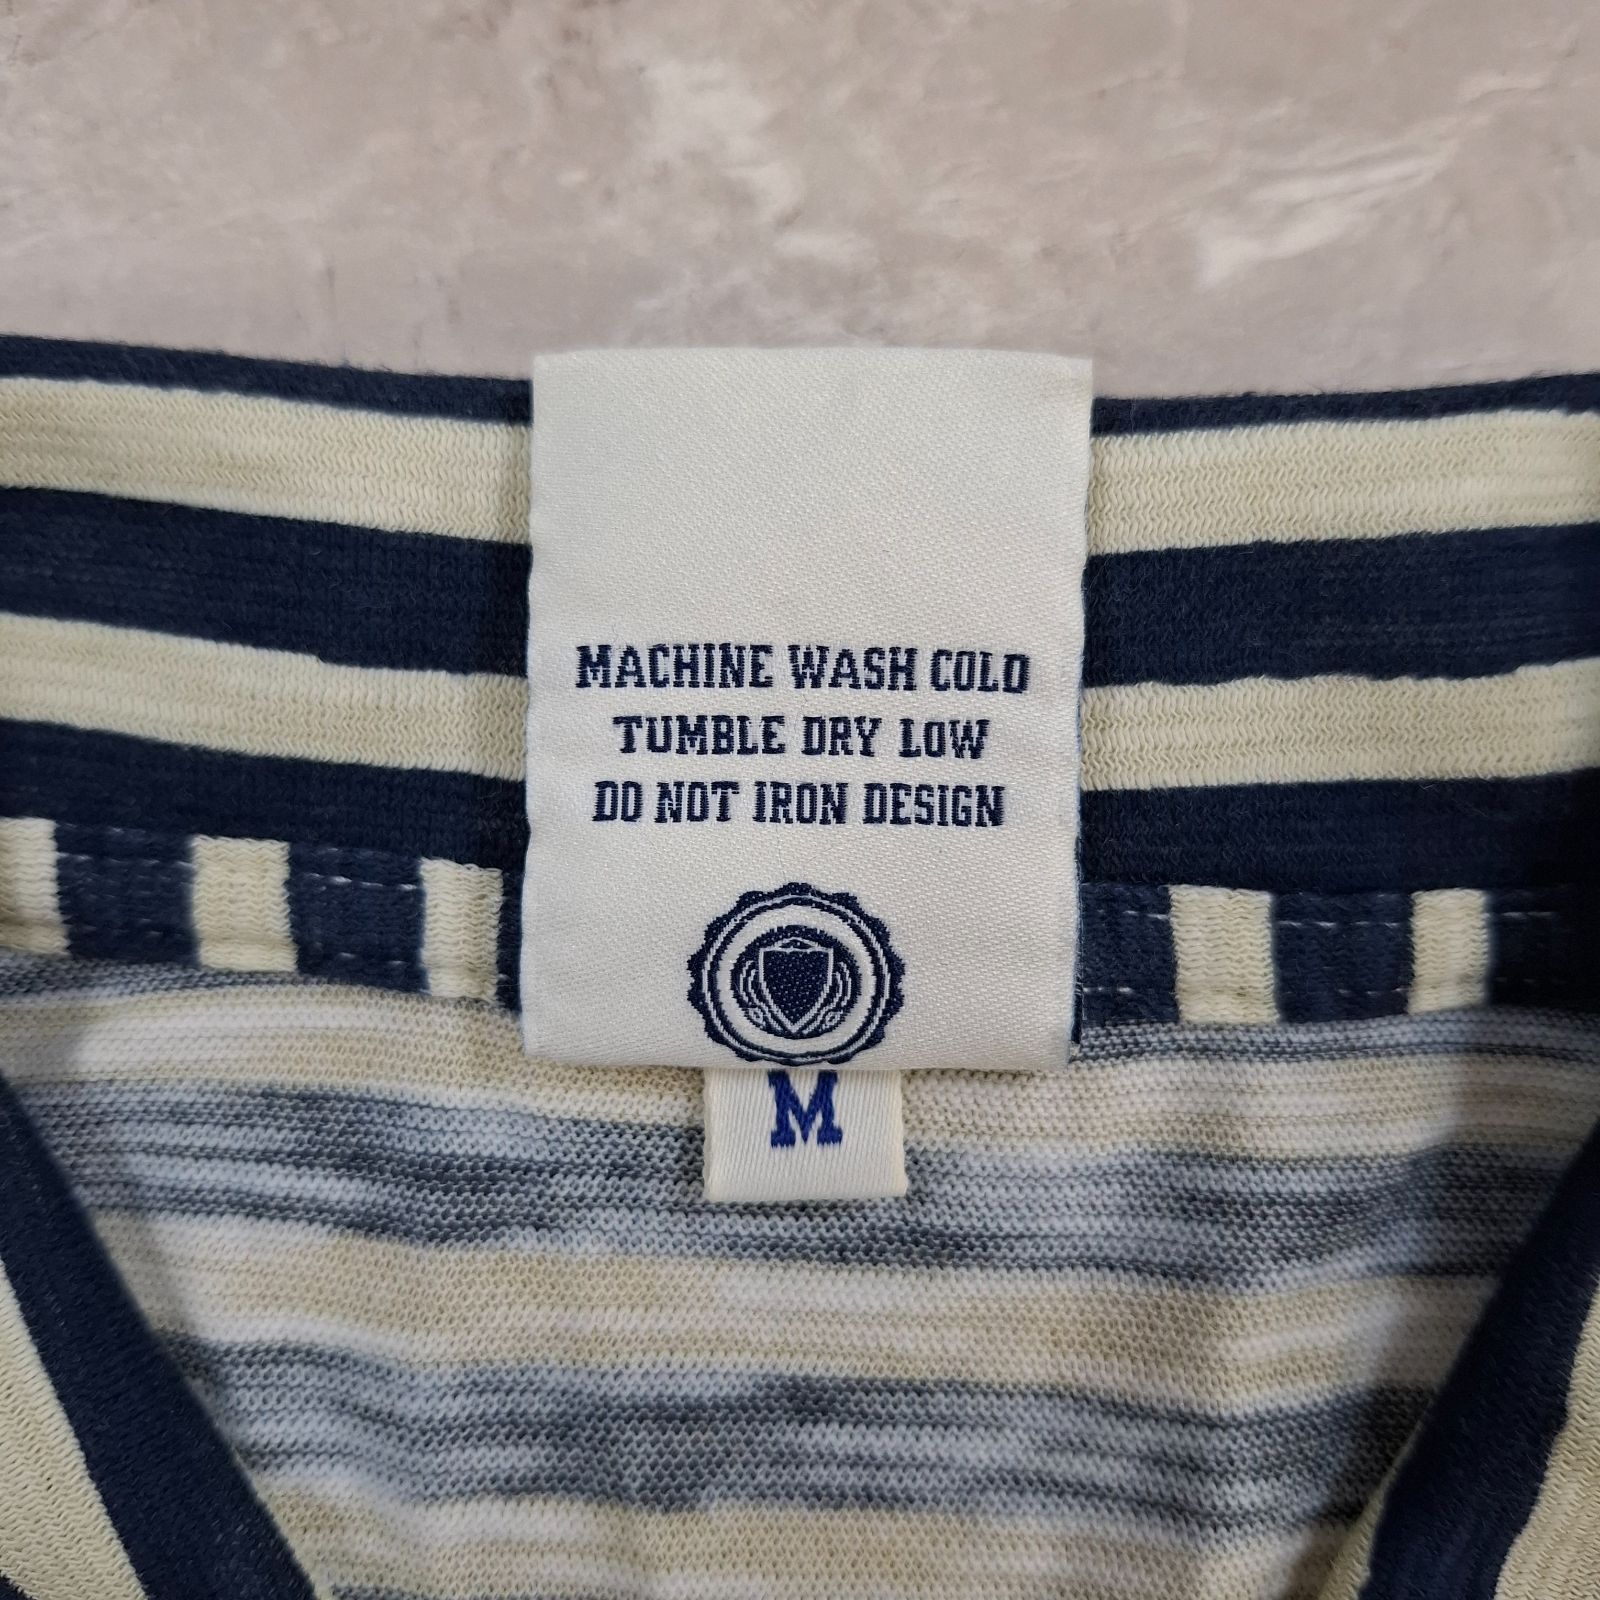 MACHINE WASH COLD
TUMBLE DRY LOW
DO NOT IRON DESIGN
M